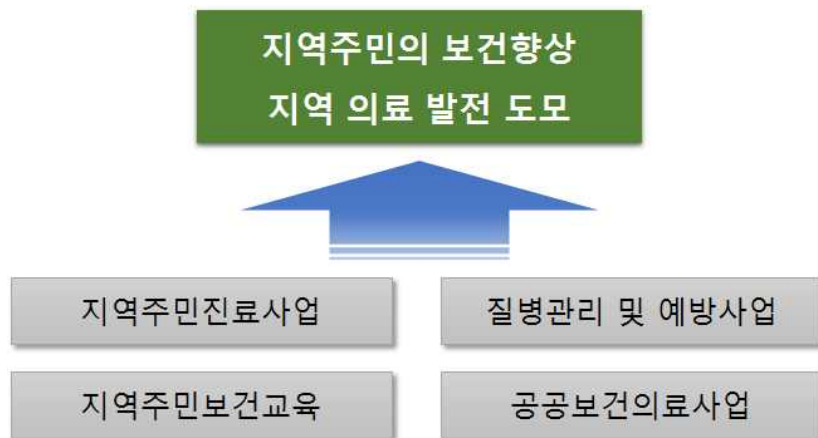 지역주민의 보건향상
지역 의료 발전 도모
지역주민진료사업
질병관리 및 예방사업
지역주민보건교육
공공보건의료사업